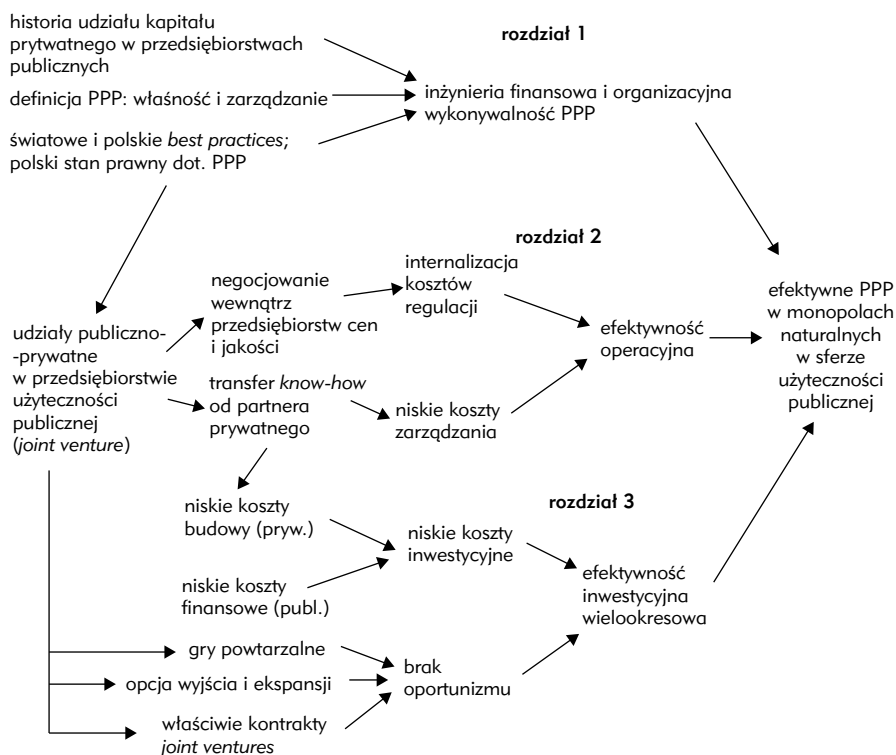 historia udziału kapitału
prytwatnego w przedsiębiorstwach
publicznych
rozdział 1
definicja PPP: własność i zarządzanie
inżynieria finansowa i organizacyjna
wykonywalność PPP
światowe i polskie best practices;
polski stan prawny dot. PPP
rozdział 2
negocjowanie
wewnątrz
przedsiębiorstw cen
i jakości
internalizacja
kosztów
regulacji
udziały publiczno-
-prywatne
w przedsiębiorstwie
użyteczności
publicznej
(joint venture)
efektywność
operacyjna
efektywne PPP
w monopolach
naturalnych
w sferze
użyteczności
publicznej
transfer know-how
od partnera
prywatnego
niskie koszty
zarządzania
rozdział 3
niskie koszty
budowy (pryw.)
niskie koszty
inwestycyjne
niskie koszty
finansowe (publ.)
efektywność
inwestycyjna
wielookresowa
gry powtarzalne
opcja wyjścia i ekspansji
właściwie kontrakty
joint ventures
brak
oportunizmu